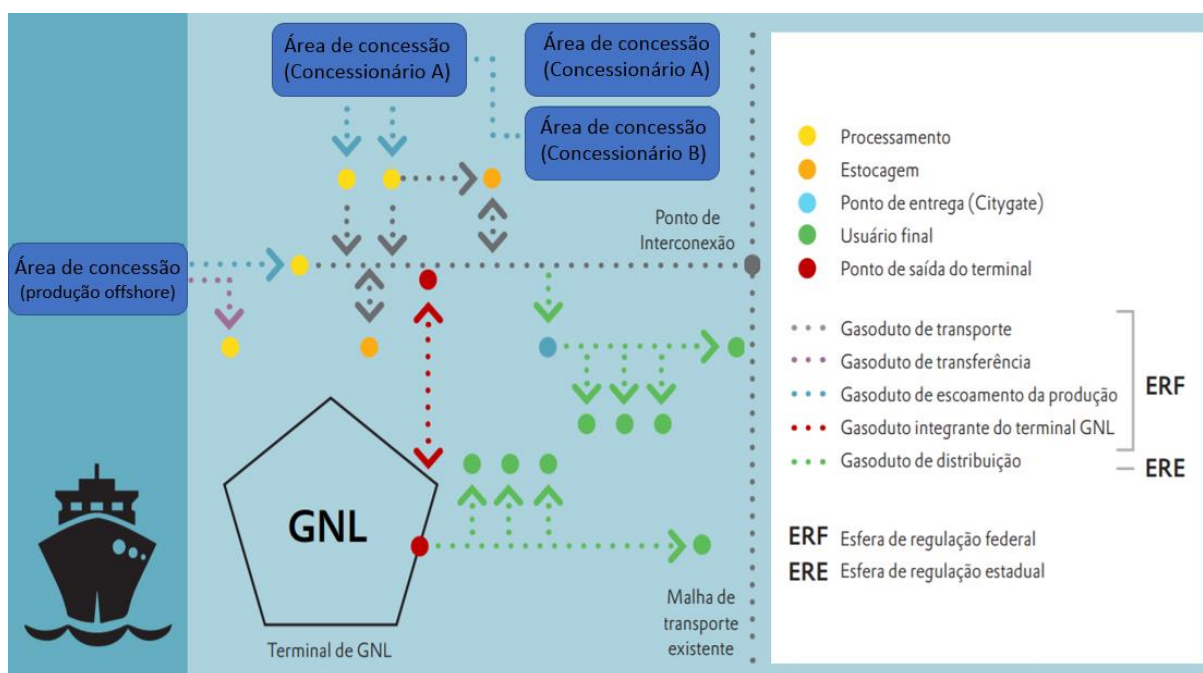 Área de concessão
(Concessionário A)
Área de concessão
(Concessionário A)
Área de concessão
(Concessionário B)
Ponto de
Interconexão
Área de concessão
(produção offshore)
GNL
Terminal de GNL
Malha de
transporte
existente
Processamento
Estocagem
Ponto de entrega (Citygate)
Usuário final
Ponto de saída do terminal
Gasoduto de transporte
Gasoduto de transferência
Gasoduto de escoamento da produção
Gasoduto integrante do terminal GNL
Gasoduto de distribuição
ERF
ERE
ERF Esfera de regulação federal
ERE Esfera de regulação estadual